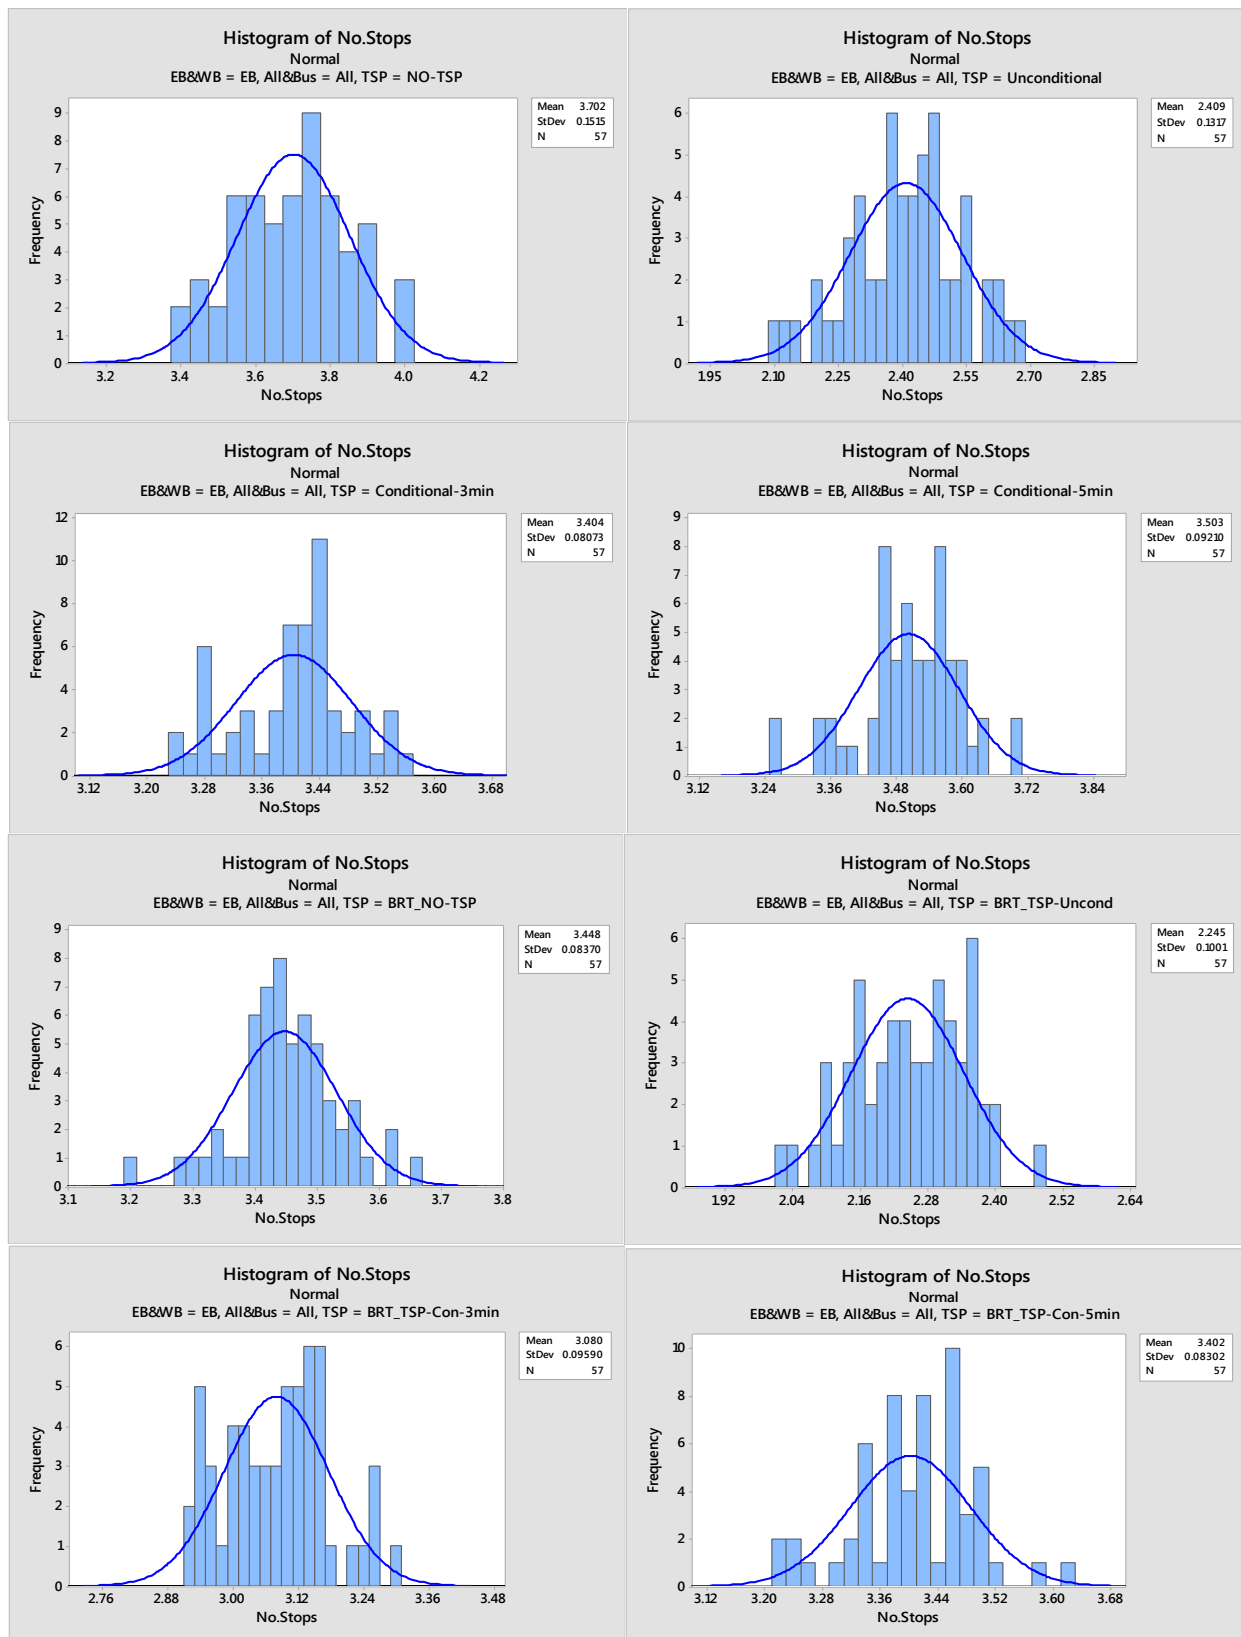 Histogram of No.Stops
Normal
EB&WB = EB, All&Bus = All, TSP = NO-TSP
Mean 3.702
StDev 0.1515
N 57
9
8
7
6
5
4
3
2
1
0
Frequency
3.2 3.4 3.6 3.8 4.0 4.2
No.Stops
Histogram of No.Stops
Normal
EB&WB = EB, All&Bus = All, TSP = Unconditional
Mean 2.409
StDev 0.1317
N 57
6
5
4
3
2
1
0
Frequency
1.95 2.10 2.25 2.40 2.55 2.70 2.85
No.Stops
Histogram of No.Stops
Normal
EB&WB = EB, All&Bus = All, TSP = Conditional-3min
Mean 3.404
StDev 0.08073
N 57
12
10
8
6
4
2
0
Frequency
3.12 3.20 3.28 3.36 3.44 3.52 3.60 3.68
No.Stops
Histogram of No.Stops
Normal
EB&WB = EB, All&Bus = All, TSP = Conditional-5min
Mean 3.503
StDev 0.09210
N 57
9
8
7
6
5
4
3
2
1
0
Frequency
3.12 3.24 3.36 3.48 3.60 3.72 3.84
No.Stops
Histogram of No.Stops
Normal
EB&WB = EB, All&Bus = All, TSP = BRT_NO-TSP
Mean 3.448
StDev 0.08370
N 57
9
8
7
6
5
4
3
2
1
0
Frequency
3.1 3.2 3.3 3.4 3.5 3.6 3.7 3.8
No.Stops
Histogram of No.Stops
Normal
EB&WB = EB, All&Bus = All, TSP = BRT_TSP-Uncond
Mean 2.245
StDev 0.1001
N 57
6
5
4
3
2
1
0
Frequency
1.92 2.04 2.16 2.28 2.40 2.52 2.64
No.Stops
Histogram of No.Stops
Normal
EB&WB = EB, All&Bus = All, TSP = BRT_TSP-Con-3min
Mean 3.080
StDev 0.09590
N 57
6
5
4
3
2
1
0
Frequency
2.76 2.88 3.00 3.12 3.24 3.36 3.48
No.Stops
Histogram of No.Stops
Normal
EB&WB = EB, All&Bus = All, TSP = BRT_TSP-Con-5min
Mean 3.402
StDev 0.08302
N 57
10
8
6
4
2
0
Frequency
3.12 3.20 3.28 3.36 3.44 3.52 3.60 3.68
No.Stops